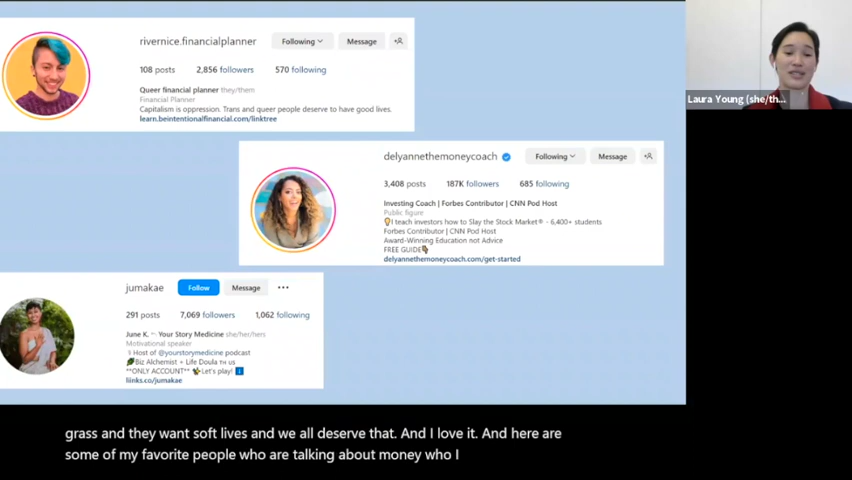 rivernice.financialplanner Following Message
108 posts 2,856 followers 570 following
Queer financial planner they/them
Financial Planner
Capitalism is oppression. Trans and queer people deserve to have good lives.
learn.beintentionalfinancial.com/linktree
Laura Young (she/th...
delyannethemoneycoach Following Message
3,408 posts 187K followers 685 following
Investing Coach | Forbes Contributor | CNN Pod Host
Public figure
I teach investors how to Slay the Stock Market® - 6,400+ students
Forbes Contributor | CNN Pod Host
Award-Winning Education not Advice
FREE GUIDE
delyannethemoneycoach.com/get-started
jumakae Follow Message ...
291 posts 7,069 followers 1,062 following
June K. Your Story Medicine she/her/hers
Motivational speaker
Host of @yourstorymedicine podcast
Biz Alchemist + Life Doula TH US
**ONLY ACCOUNT** Let's play!
liinks.co/jumakae
grass and they want soft lives and we all deserve that. And I love it. And here are
some of my favorite people who are talking about money who I